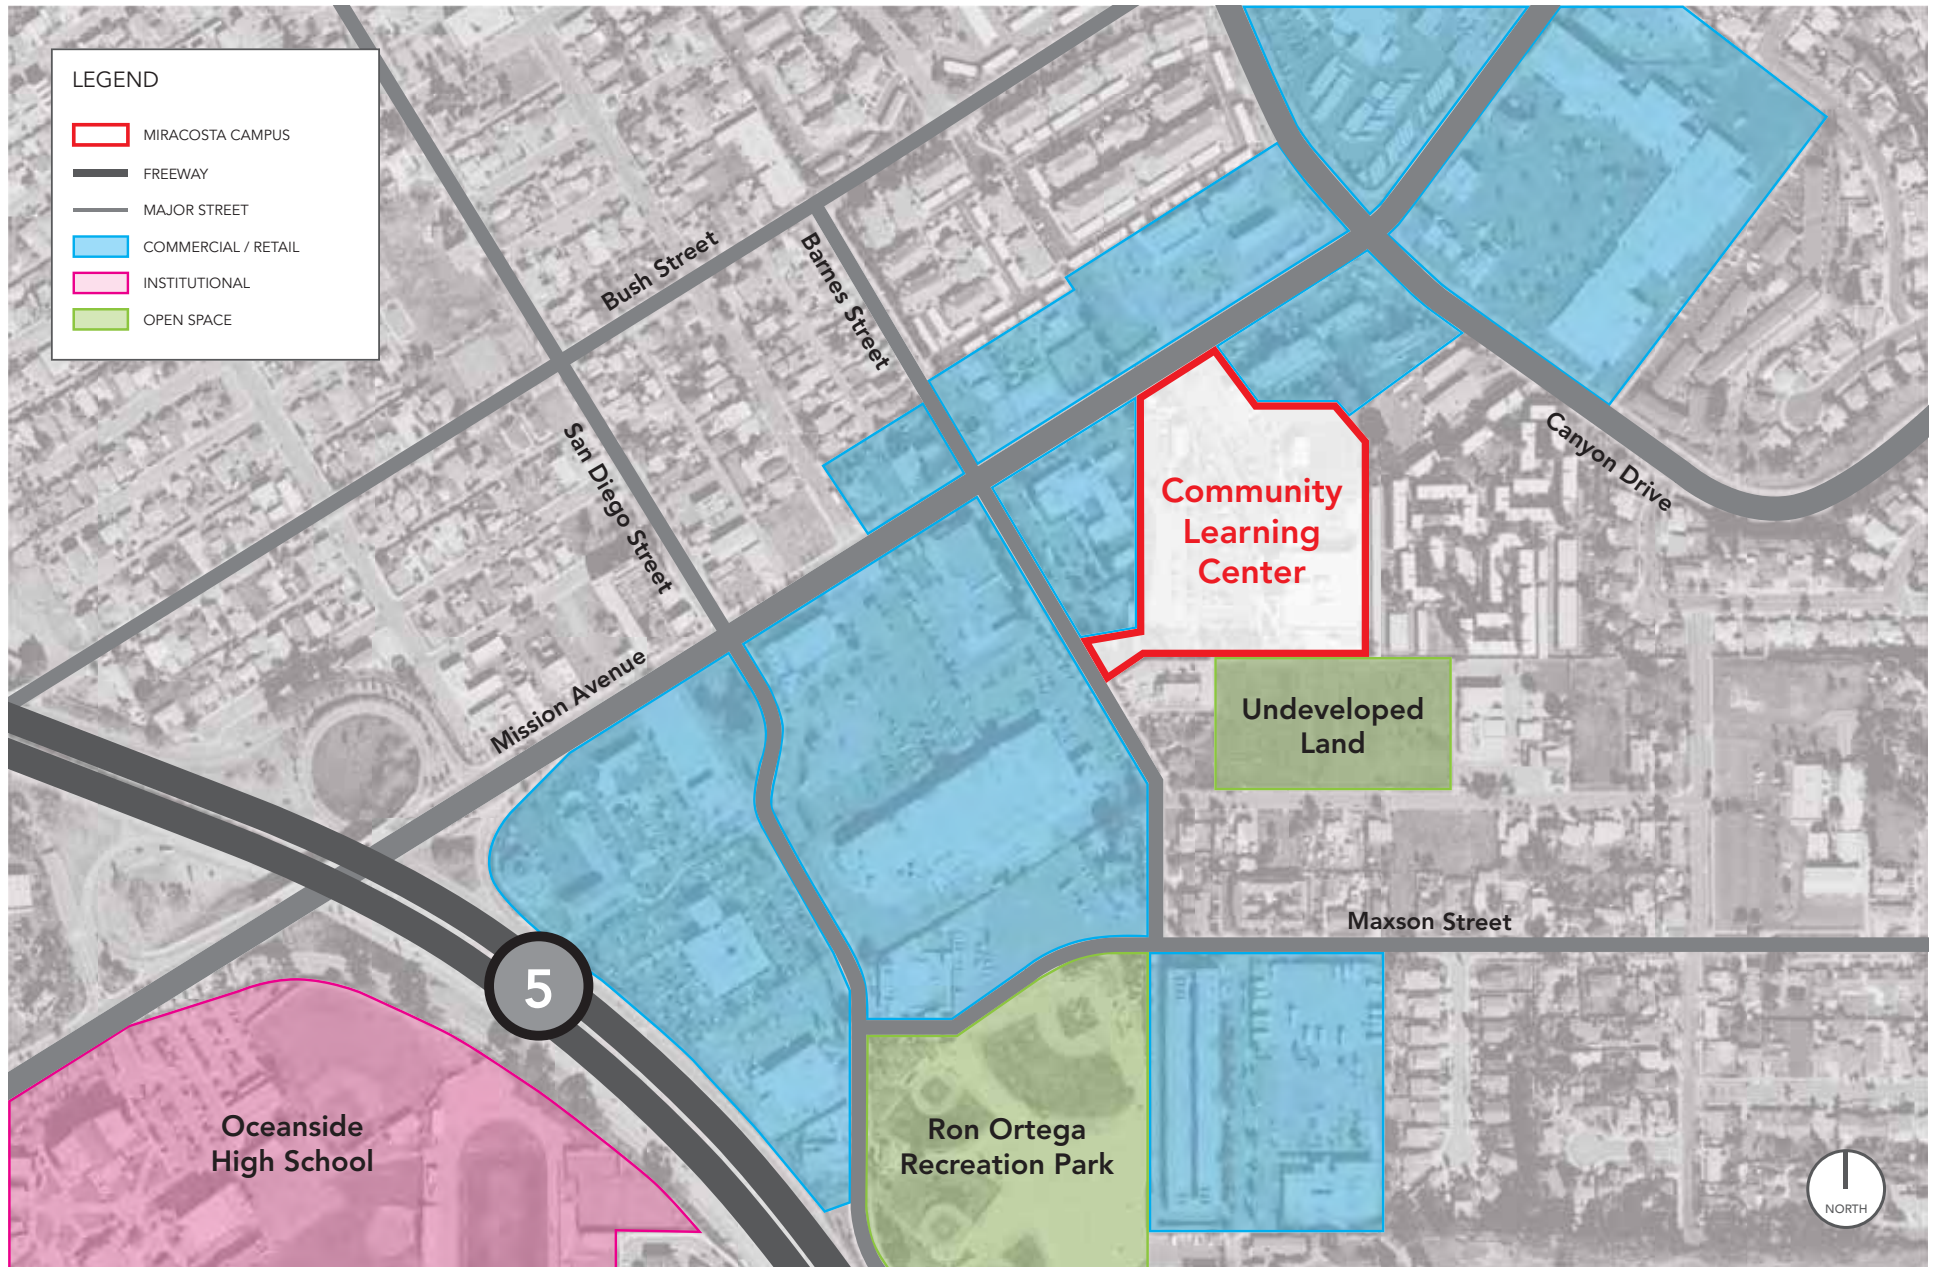 LEGEND
MIRACOSTA CAMPUS
FREEWAY
MAJOR STREET
COMMERCIAL / RETAIL
INSTITUTIONAL
OPEN SPACE
Bush Street
Barnes Street
San Diego Street
Canyon Drive
Community
Learning
Center
Mission Avenue
Undeveloped
Land
Maxson Street
5
Oceanside
High School
Ron Ortega
Recreation Park
NORTH